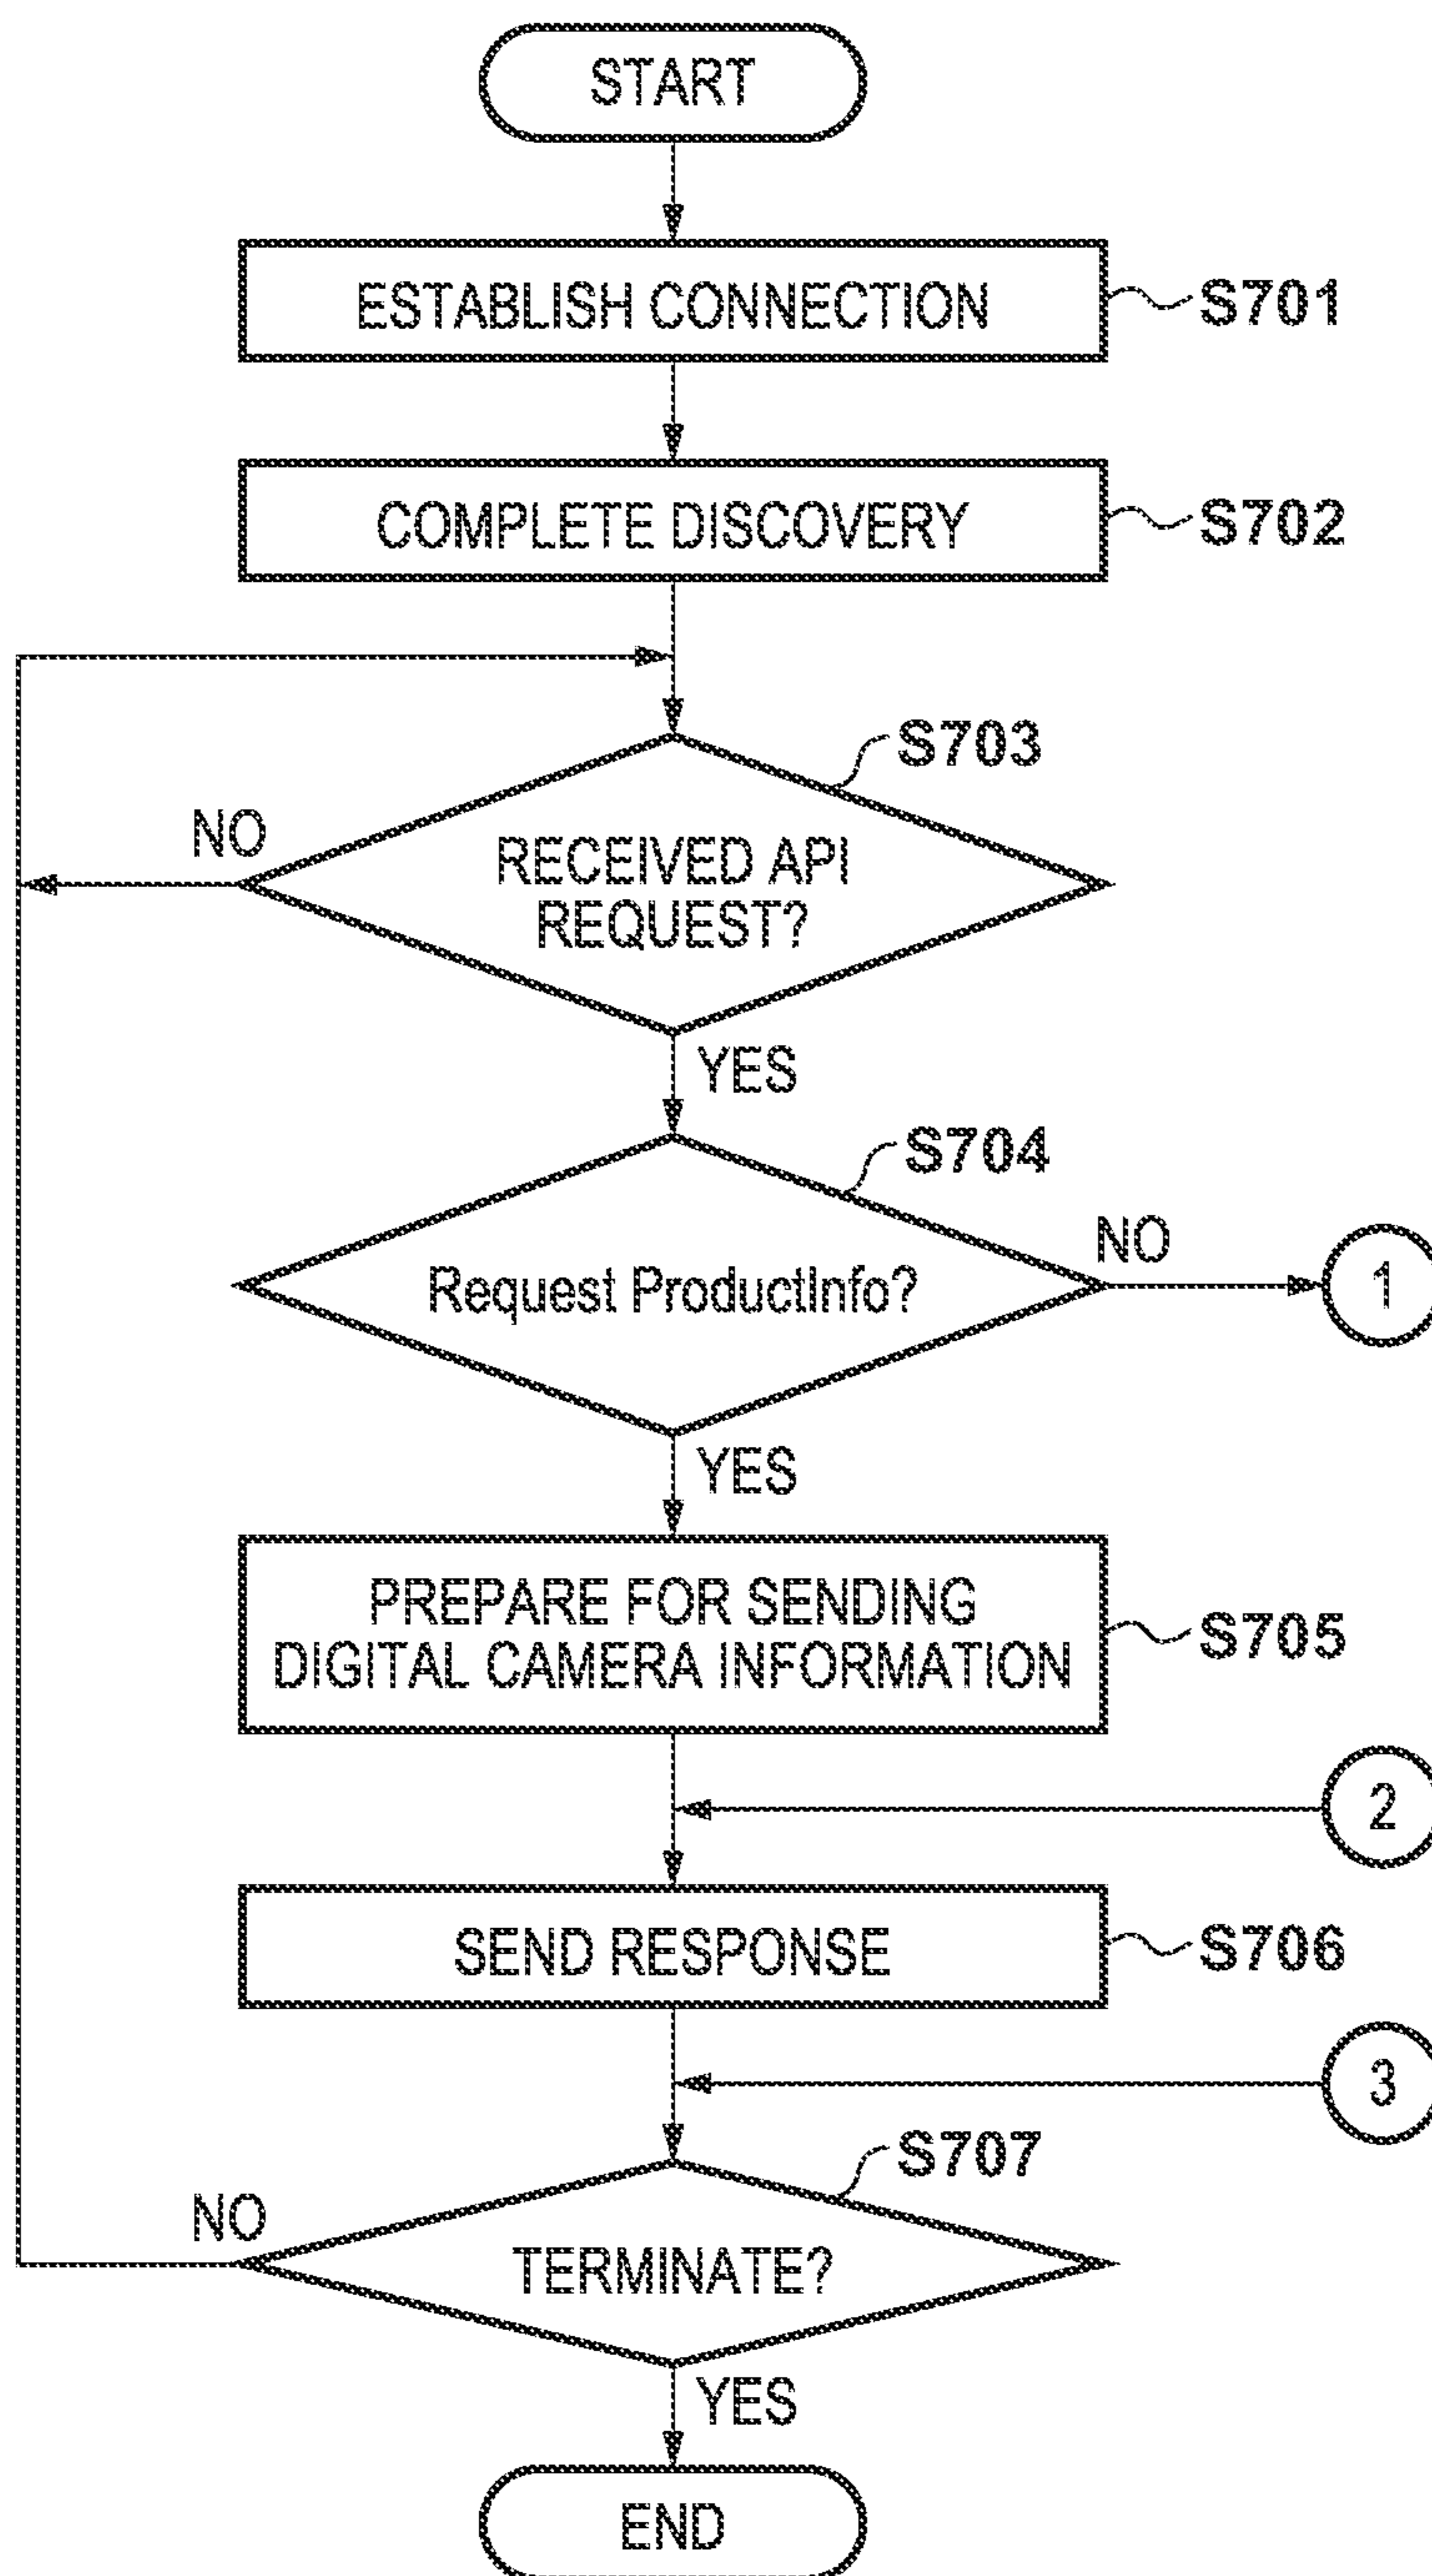 START
ESTABLISH CONNECTION
S701
COMPLETE DISCOVERY
S702
S703
NO
RECEIVED API
REQUEST?
YES
S704
NO
Request ProductInfo?
1
YES
PREPARE FOR SENDING
DIGITAL CAMERA INFORMATION
S705
2
SEND RESPONSE
S706
3
S707
NO
TERMINATE?
YES
END